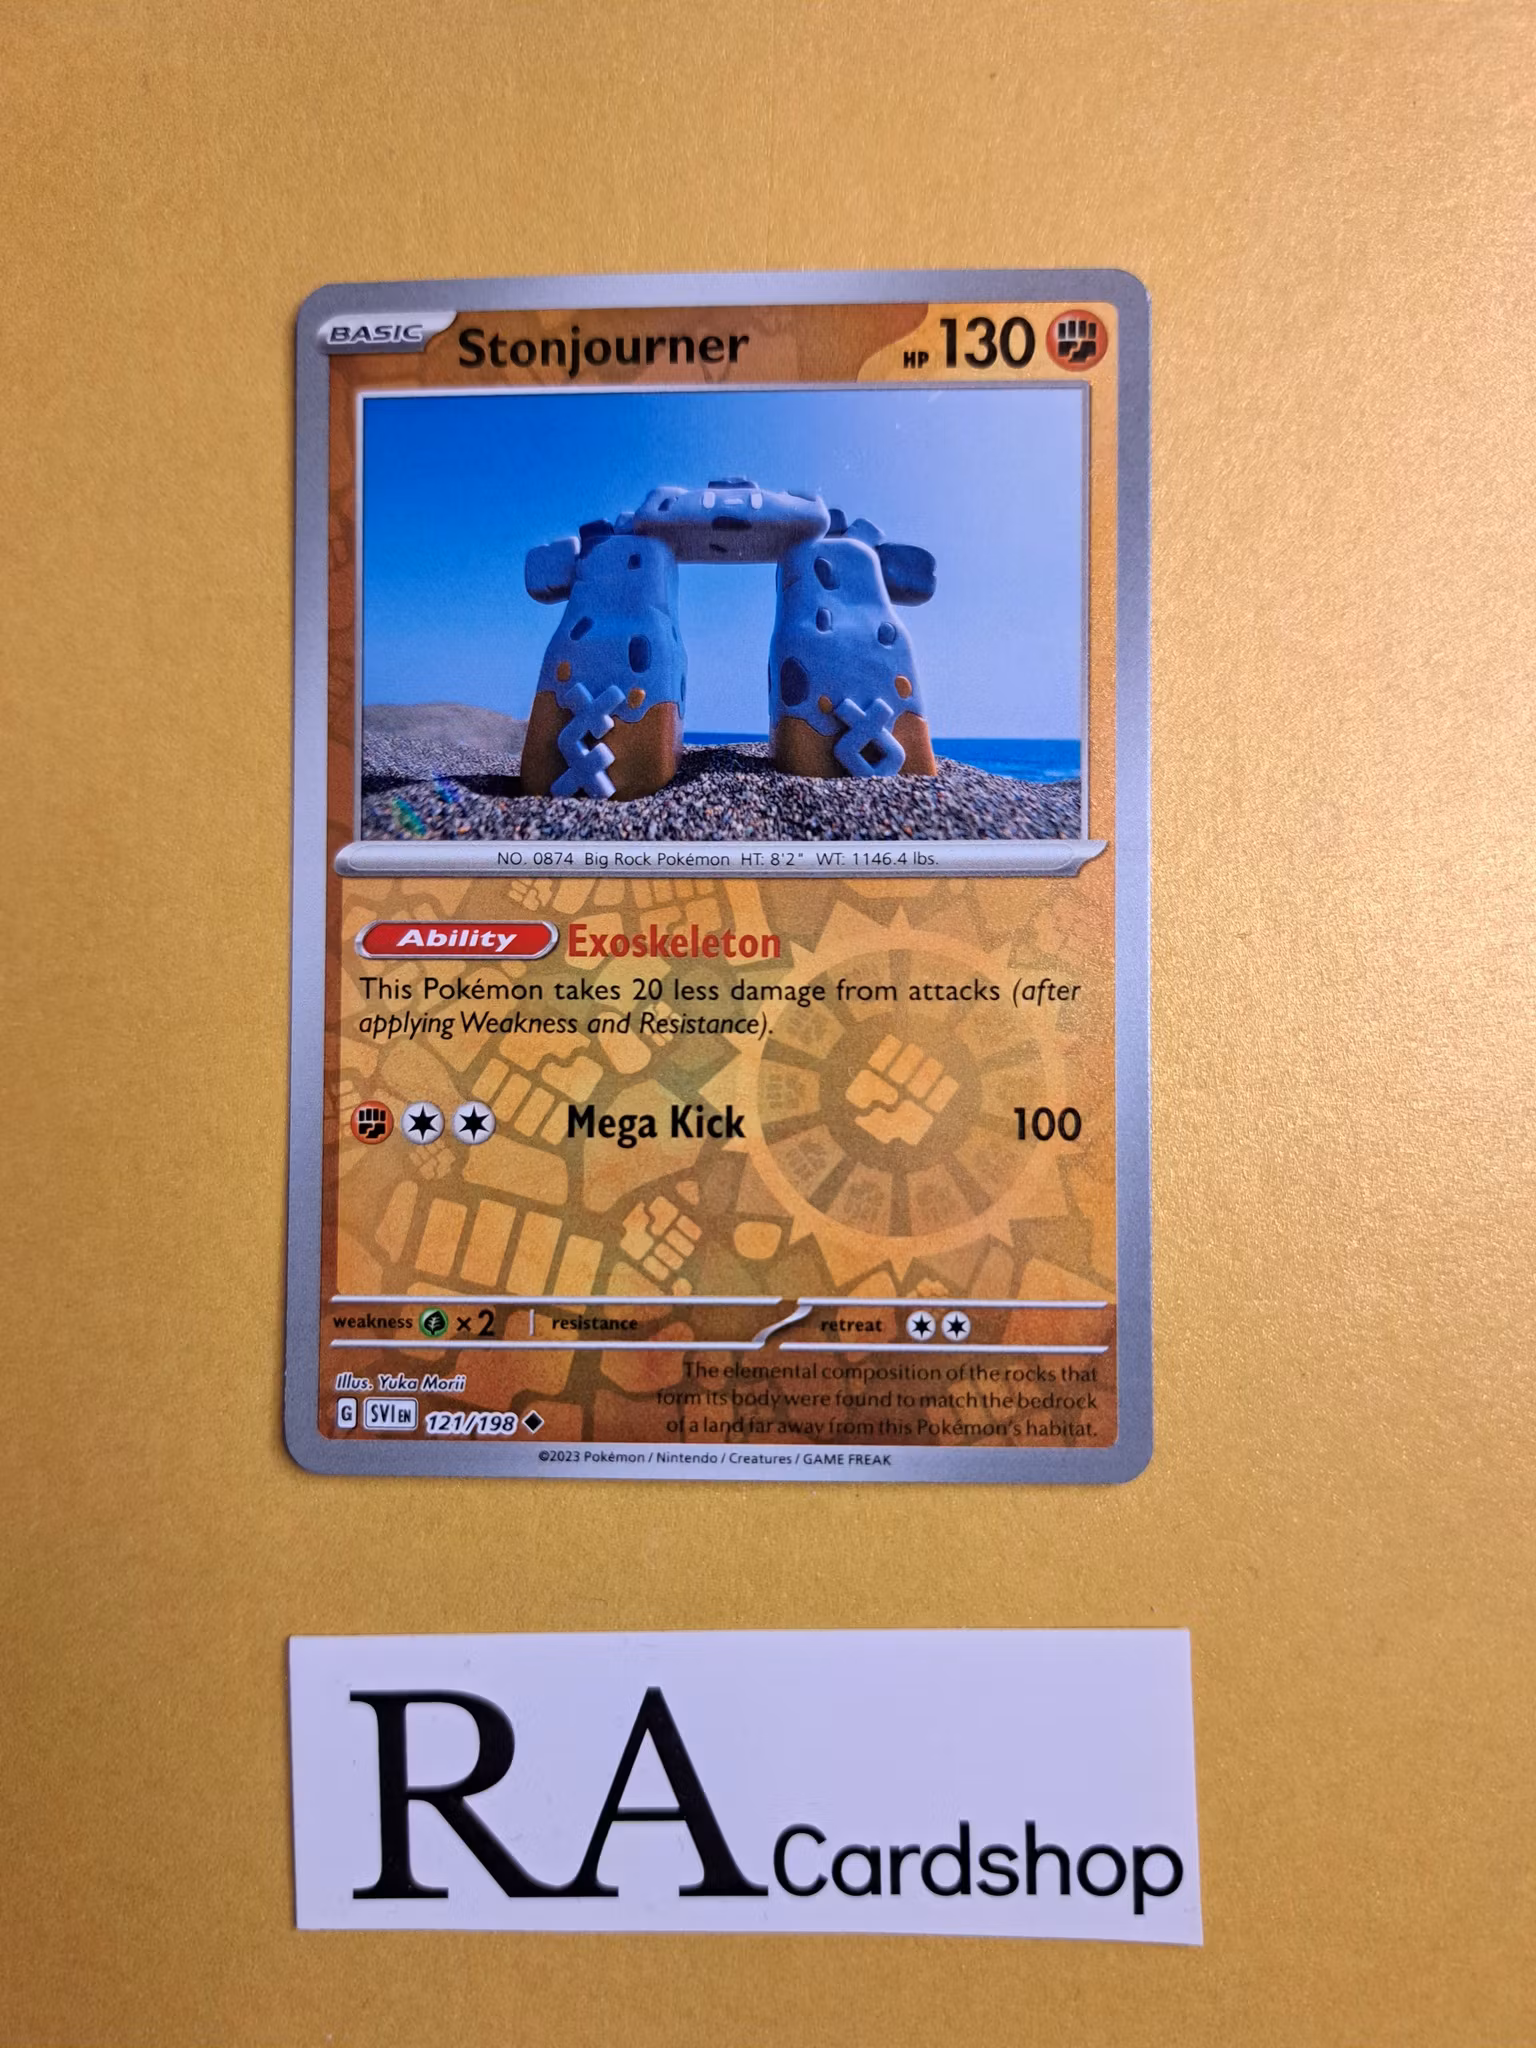 BASIC Stonjourner HP 130
NO. 0874 Big Rock Pokémon HT: 8'2" WT: 1146.4 lbs.
Ability Exoskeleton
This Pokémon takes 20 less damage from attacks (after
applying Weakness and Resistance).
Mega Kick 100
weakness ×2 resistance retreat
Illus. Yuka Morii
The elemental composition of the rocks that
form its body were found to match the bedrock
of a land far away from this Pokémon's habitat.
G SVI EN 121/198
©2023 Pokémon / Nintendo / Creatures / GAME FREAK
RA Cardshop